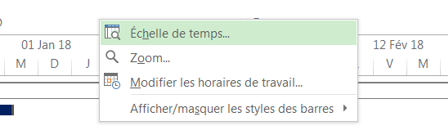 Échelle de temps...
01 Jan 18
Zoom...
12 Fév 18
M D J
V M
Modifier les horaires de travail...
Afficher/masquer les styles des barres